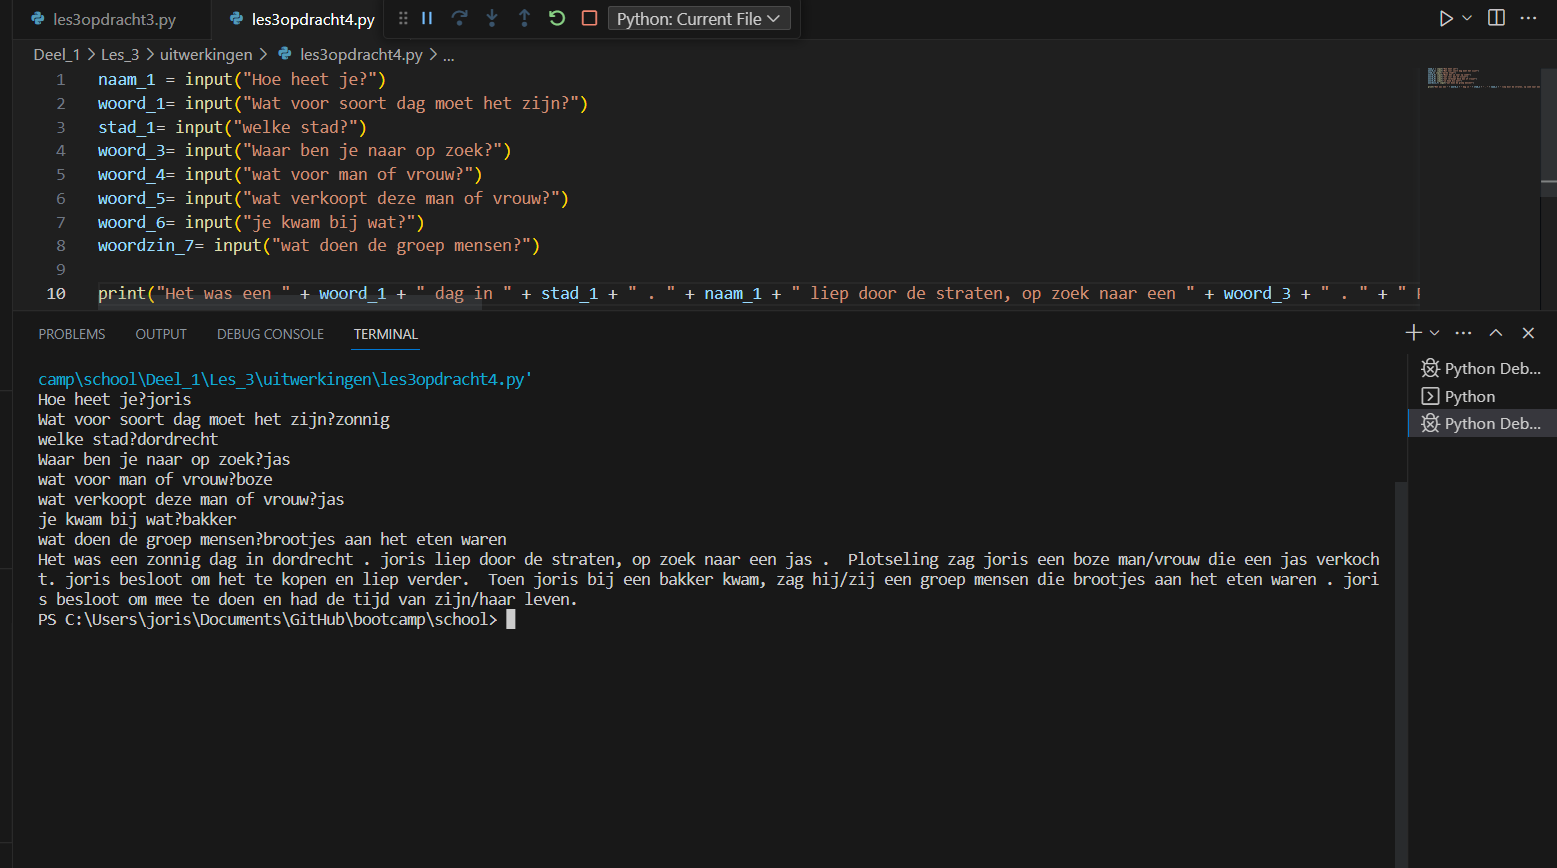 les3opdracht3.py
les3opdracht4.py
Python: Current File
Deel_1 > Les_3 > uitwerkingen > les3opdracht4.py > ...
1 naam_1 = input("Hoe heet je?")
2 woord_1= input("Wat voor soort dag moet het zijn?")
3 stad_1= input("welke stad?")
4 woord_3= input("Waar ben je naar op zoek?")
5 woord_4= input("wat voor man of vrouw?")
6 woord_5= input("wat verkoopt deze man of vrouw?")
7 woord_6= input("je kwam bij wat?")
8 woordzin_7= input("wat doen de groep mensen?")
9
10 print("Het was een " + woord_1 + " dag in " + stad_1 + " . " + naam_1 + " liep door de straten, op zoek naar een " + woord_3 + " . " + "
PROBLEMS OUTPUT DEBUG CONSOLE TERMINAL
camp\school\Deel_1\Les_3\uitwerkingen\les3opdracht4.py'
Hoe heet je?joris
Wat voor soort dag moet het zijn?zonnig
welke stad?dordrecht
Waar ben je naar op zoek?jas
wat voor man of vrouw?boze
wat verkoopt deze man of vrouw?jas
je kwam bij wat?bakker
wat doen de groep mensen?brootjes aan het eten waren
Het was een zonnig dag in dordrecht . joris liep door de straten, op zoek naar een jas .  Plotseling zag joris een boze man/vrouw die een jas verkoch
t. joris besloot om het te kopen en liep verder.  Toen joris bij een bakker kwam, zag hij/zij een groep mensen die brootjes aan het eten waren . jori
s besloot om mee te doen en had de tijd van zijn/haar leven.
PS C:\Users\joris\Documents\GitHub\bootcamp\school>
Python Deb...
Python
Python Deb...